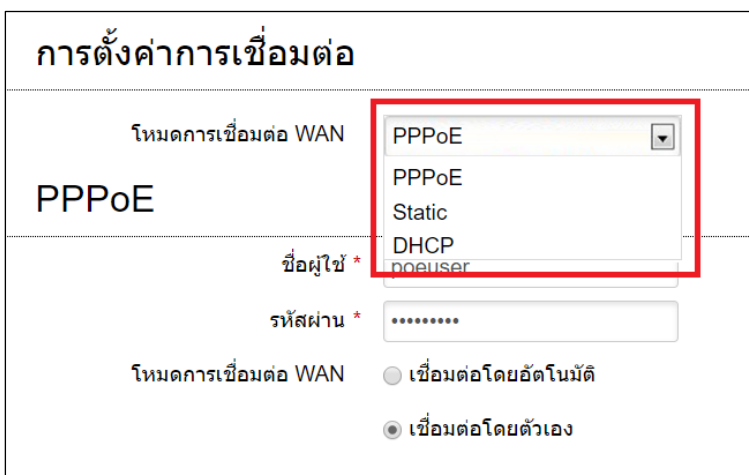 การตั้งค่าการเชื่อมต่อ
โหมดการเชื่อมต่อ WAN
PPPoE
PPPoE
Static
DHCP
PPPoE
ชื่อผู้ใช้ *
poeuser
รหัสผ่าน *
•••••••••
โหมดการเชื่อมต่อ WAN
เชื่อมต่อโดยอัตโนมัติ
เชื่อมต่อโดยตัวเอง